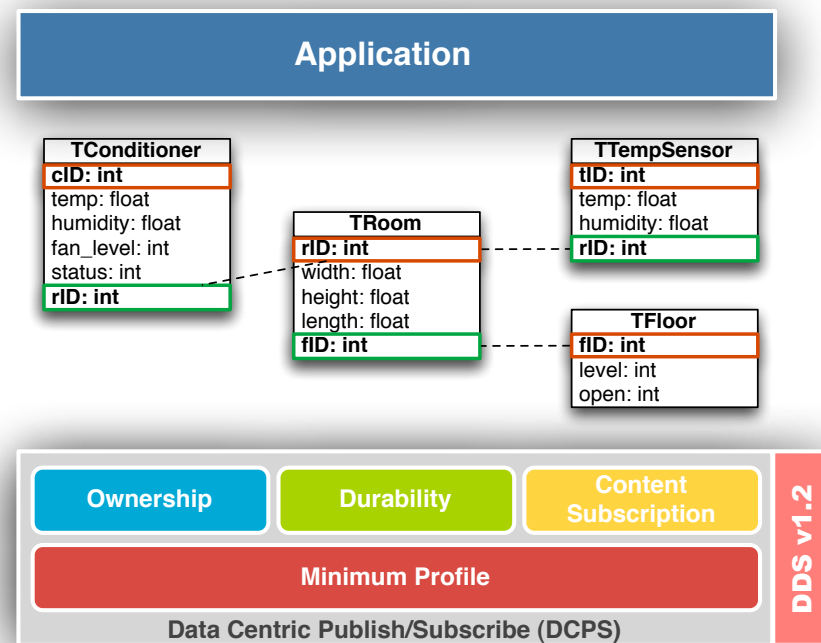 Application
TConditioner
cID: int
temp: float
humidity: float
fan_level: int
status: int
rID: int
TRoom
rID: int
width: float
height: float
length: float
fID: int
TTempSensor
tID: int
temp: float
humidity: float
rID: int
TFloor
fID: int
level: int
open: int
Ownership
Durability
Content
Subscription
Minimum Profile
Data Centric Publish/Subscribe (DCPS)
DDS v1.2